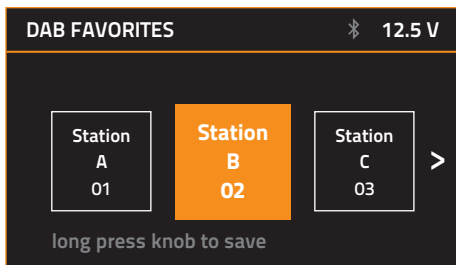 DAB FAVORITES 12.5 V
Station Station Station
A B C
01 02 03
>
long press knob to save